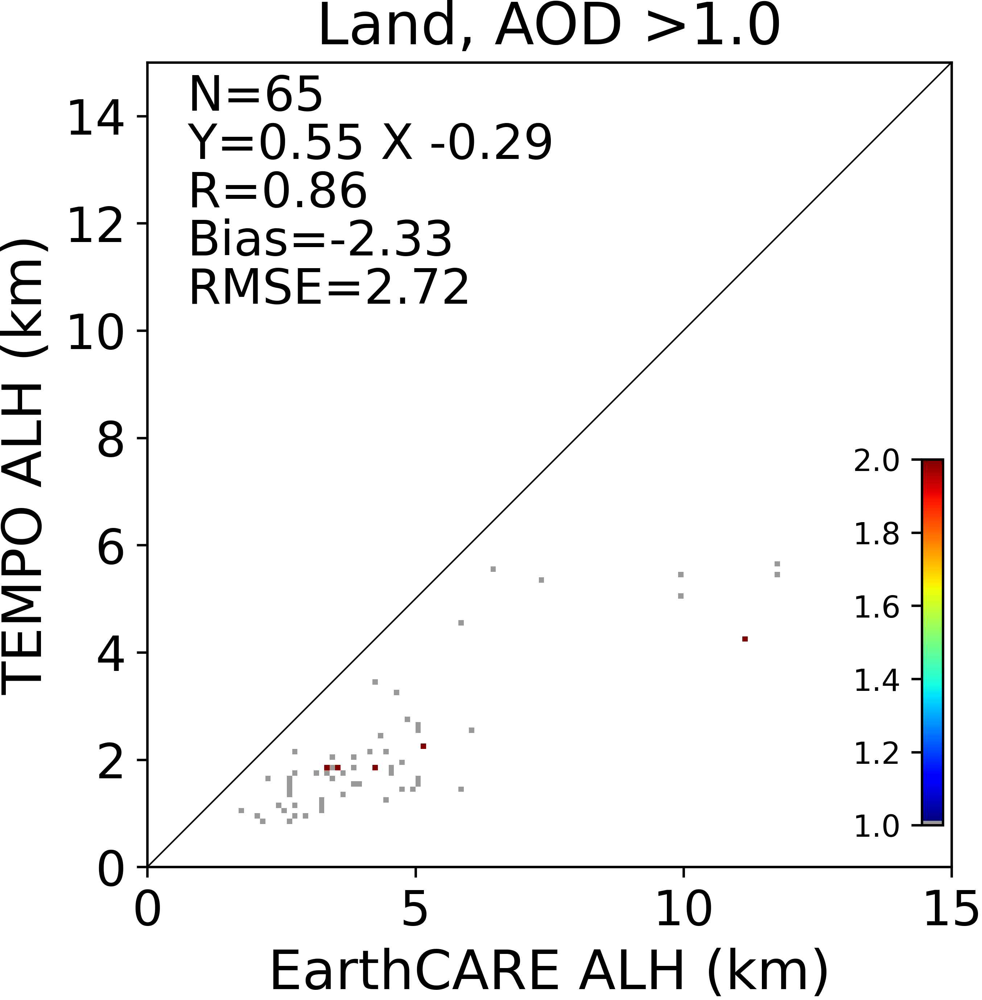 Land, AOD >1.0
N=65
Y=0.55 X -0.29
R=0.86
Bias=-2.33
RMSE=2.72
TEMPO ALH (km)
14
12
10
8
6
4
2
0
2.0
1.8
1.6
1.4
1.2
1.0
0 5 10 15
EarthCARE ALH (km)